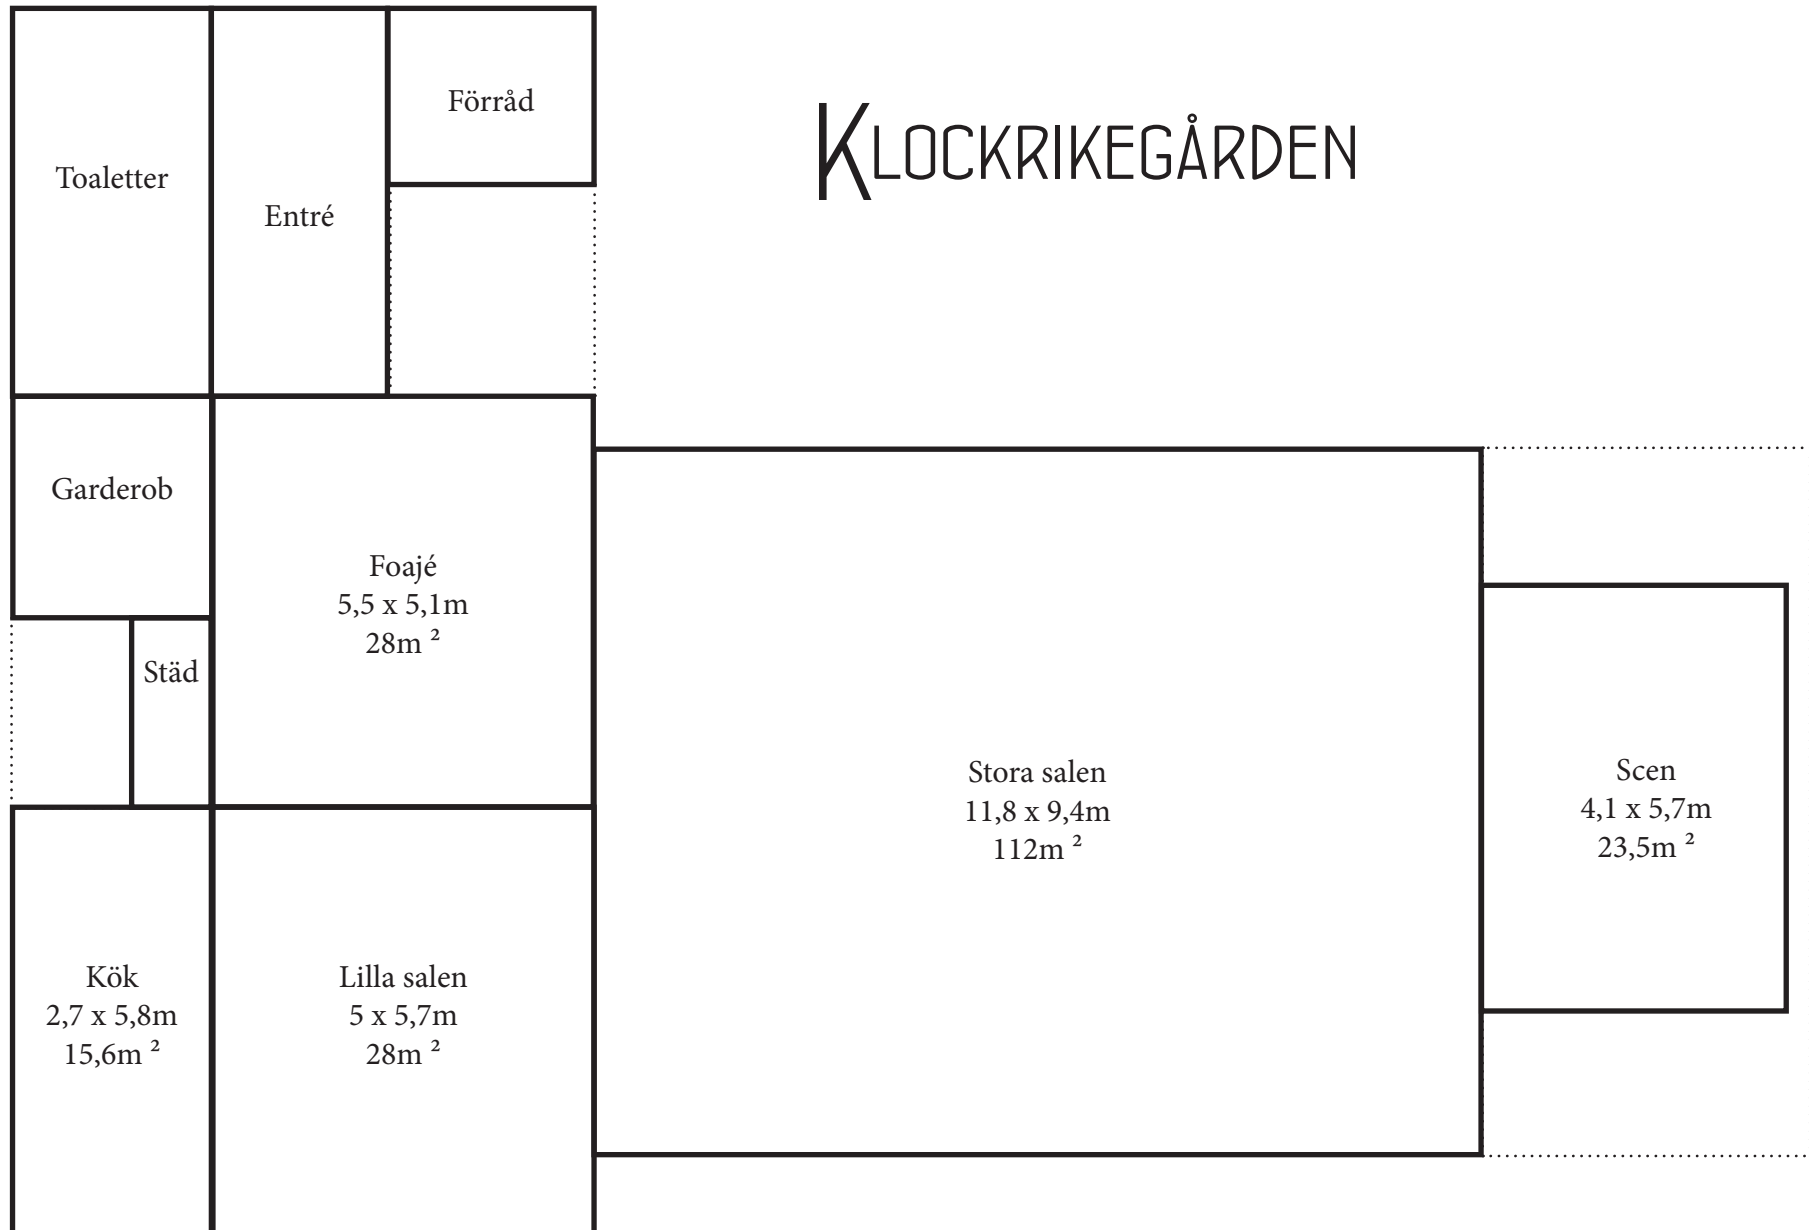 Förråd
KLOCKRIKEGÅRDEN
Toaletter
Entré
Garderob
Foajé
5,5 x 5,1m
28m ²
Städ
Stora salen
11,8 x 9,4m
112m ²
Scen
4,1 x 5,7m
23,5m ²
Kök
2,7 x 5,8m
15,6m ²
Lilla salen
5 x 5,7m
28m ²